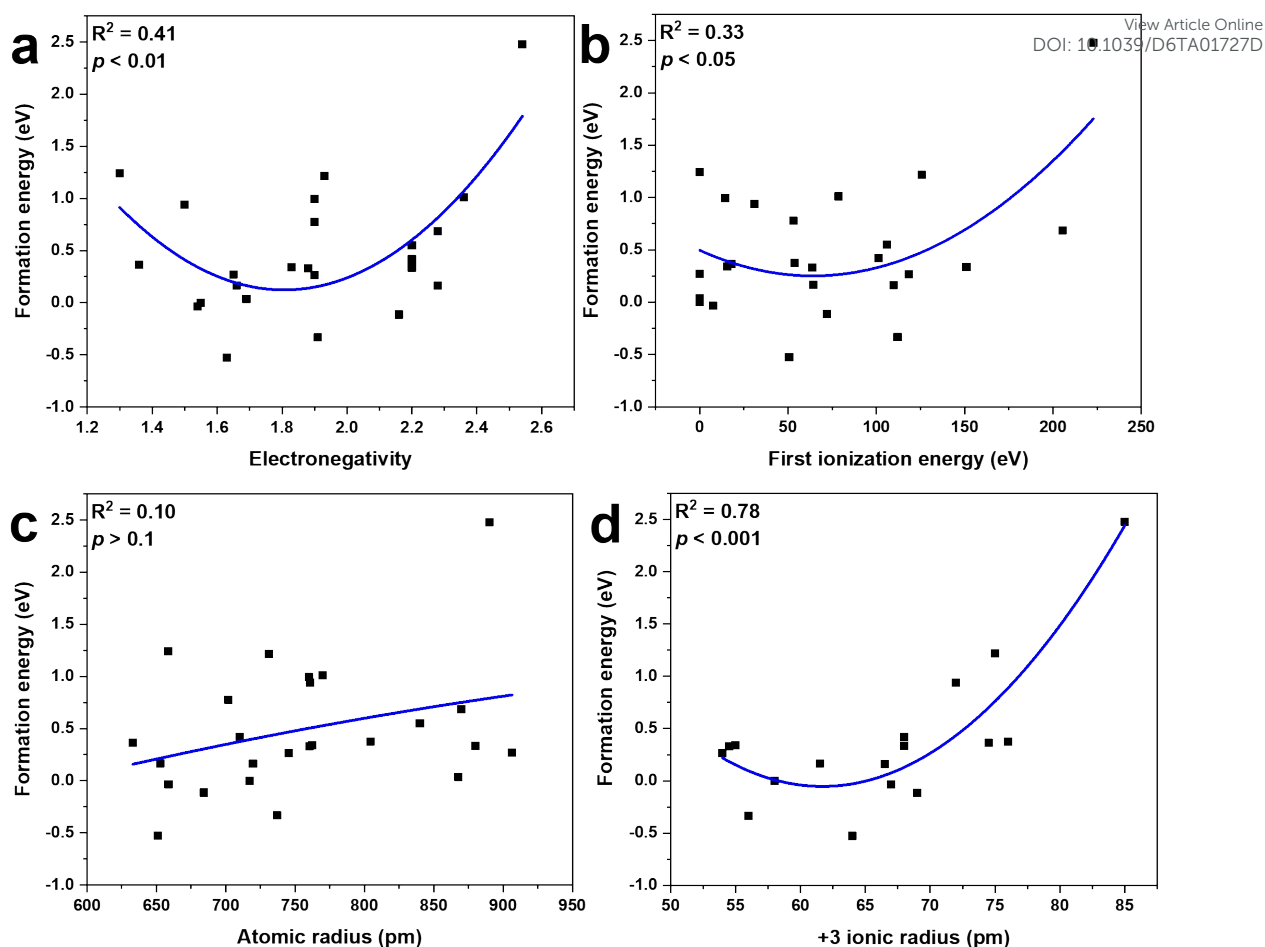 a
R² = 0.41
p < 0.01
Formation energy (eV)
2.5
2.0
1.5
1.0
0.5
0.0
-0.5
-1.0
1.2 1.4 1.6 1.8 2.0 2.2 2.4 2.6
Electronegativity
b
R² = 0.33
p < 0.05
View Article Online
DOI: 10.1039/D6TA01727D
Formation energy (eV)
2.5
2.0
1.5
1.0
0.5
0.0
-0.5
-1.0
0 50 100 150 200 250
First ionization energy (eV)
c
R² = 0.10
p > 0.1
Formation energy (eV)
2.5
2.0
1.5
1.0
0.5
0.0
-0.5
-1.0
600 650 700 750 800 850 900 950
Atomic radius (pm)
d
R² = 0.78
p < 0.001
Formation energy (eV)
2.5
2.0
1.5
1.0
0.5
0.0
-0.5
-1.0
50 55 60 65 70 75 80 85
+3 ionic radius (pm)